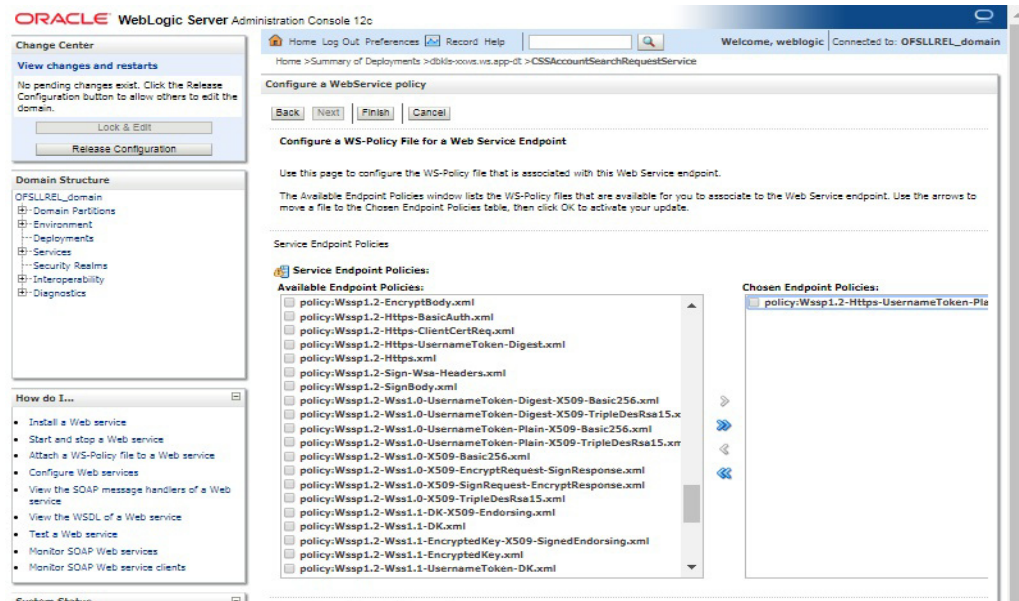 ORACLE WebLogic Server Administration Console 12c
Change Center
View changes and restarts
No pending changes exist. Click the Release
Configuration button to allow others to edit the
domain.
Lock & Edit
Release Configuration
Domain Structure
OFSLLREL_domain
Domain Partitions
Environment
Deployments
Services
Security Realms
Interoperability
Diagnostics
How do I...
Install a Web service
Start and stop a Web service
Attach a WS-Policy file to a Web service
Configure Web services
View the SOAP message handlers of a Web
service
View the WSDL of a Web service
Test a Web service
Monitor SOAP Web services
Monitor SOAP Web service clients
System Status
Home Log Out Preferences Record Help
Welcome, weblogic Connected to: OFSLLREL_domain
Home >Summary of Deployments >dbkls-xxws.ws.app-dt >CSSAccountSearchRequestService
Configure a WebService policy
Back Next Finish Cancel
Configure a WS-Policy File for a Web Service Endpoint
Use this page to configure the WS-Policy file that is associated with this Web Service endpoint.
The Available Endpoint Policies window lists the WS-Policy files that are available for you to associate to the Web Service endpoint. Use the arrows to
move a file to the Chosen Endpoint Policies table, then click OK to activate your update.
Service Endpoint Policies
Service Endpoint Policies:
Available Endpoint Policies:
policy:Wssp1.2-EncryptBody.xml
policy:Wssp1.2-Https-BasicAuth.xml
policy:Wssp1.2-Https-ClientCertReq.xml
policy:Wssp1.2-Https-UsernameToken-Digest.xml
policy:Wssp1.2-Https.xml
policy:Wssp1.2-Sign-Wsa-Headers.xml
policy:Wssp1.2-SignBody.xml
policy:Wssp1.2-Wss1.0-UsernameToken-Digest-X509-Basic256.xml
policy:Wssp1.2-Wss1.0-UsernameToken-Digest-X509-TripleDesRsa15.x
policy:Wssp1.2-Wss1.0-UsernameToken-Plain-X509-Basic256.xml
policy:Wssp1.2-Wss1.0-UsernameToken-Plain-X509-TripleDesRsa15.xm
policy:Wssp1.2-Wss1.0-X509-Basic256.xml
policy:Wssp1.2-Wss1.0-X509-EncryptRequest-SignResponse.xml
policy:Wssp1.2-Wss1.0-X509-SignRequest-EncryptResponse.xml
policy:Wssp1.2-Wss1.0-X509-TripleDesRsa15.xml
policy:Wssp1.2-Wss1.1-DK-X509-Endorsing.xml
policy:Wssp1.2-Wss1.1-DK.xml
policy:Wssp1.2-Wss1.1-EncryptedKey-X509-SignedEndorsing.xml
policy:Wssp1.2-Wss1.1-EncryptedKey.xml
policy:Wssp1.2-Wss1.1-UsernameToken-DK.xml
Chosen Endpoint Policies:
policy:Wssp1.2-Https-UsernameToken-Pla